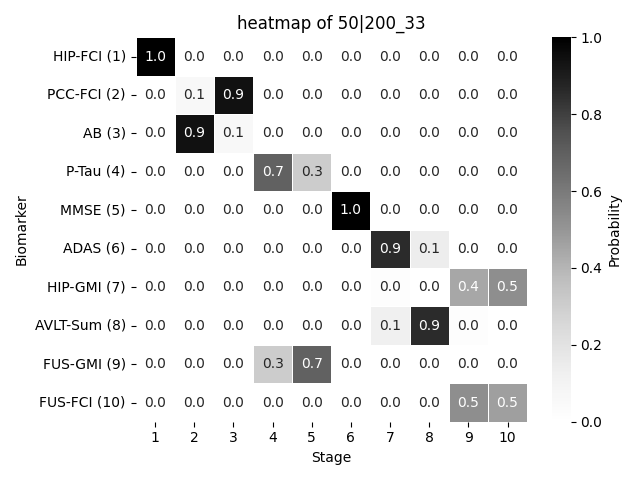 heatmap of 50|200_33
HIP-FCI (1) 1.0 0.0 0.0 0.0 0.0 0.0 0.0 0.0 0.0 0.0
PCC-FCI (2) 0.0 0.1 0.9 0.0 0.0 0.0 0.0 0.0 0.0 0.0
AB (3) 0.0 0.9 0.1 0.0 0.0 0.0 0.0 0.0 0.0 0.0
P-Tau (4) 0.0 0.0 0.0 0.7 0.3 0.0 0.0 0.0 0.0 0.0
MMSE (5) 0.0 0.0 0.0 0.0 0.0 1.0 0.0 0.0 0.0 0.0
ADAS (6) 0.0 0.0 0.0 0.0 0.0 0.0 0.9 0.1 0.0 0.0
HIP-GMI (7) 0.0 0.0 0.0 0.0 0.0 0.0 0.0 0.0 0.4 0.5
AVLT-Sum (8) 0.0 0.0 0.0 0.0 0.0 0.0 0.1 0.9 0.0 0.0
FUS-GMI (9) 0.0 0.0 0.0 0.3 0.7 0.0 0.0 0.0 0.0 0.0
FUS-FCI (10) 0.0 0.0 0.0 0.0 0.0 0.0 0.0 0.0 0.5 0.5
1 2 3 4 5 6 7 8 9 10
Stage
Biomarker
1.0
0.8
0.6
0.4
0.2
0.0
Probability